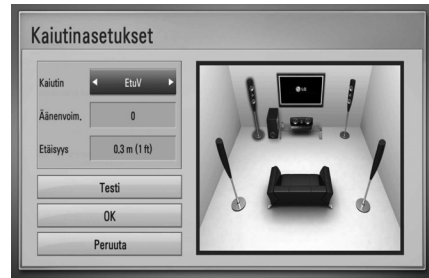 Kaiutinasetukset
Kaiutin
EtuV
Äänenvoim.
0
Etäisyys
0,3 m (1 ft)
Testi
OK
Peruuta
LG